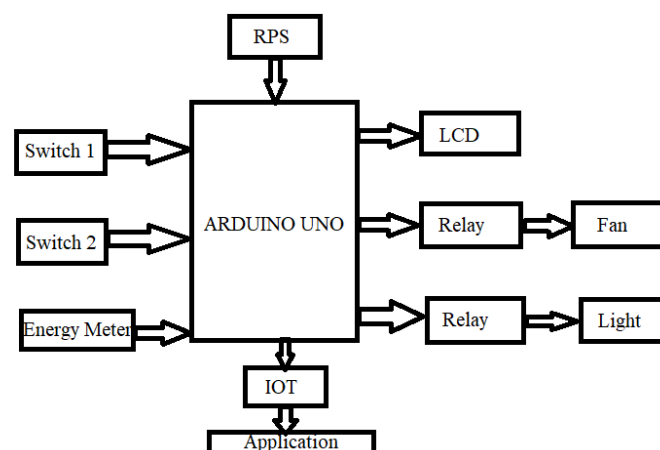 RPS
Switch 1
LCD
Switch 2
ARDUINO UNO
Relay
Fan
Energy Meter
Relay
Light
IOT
Application